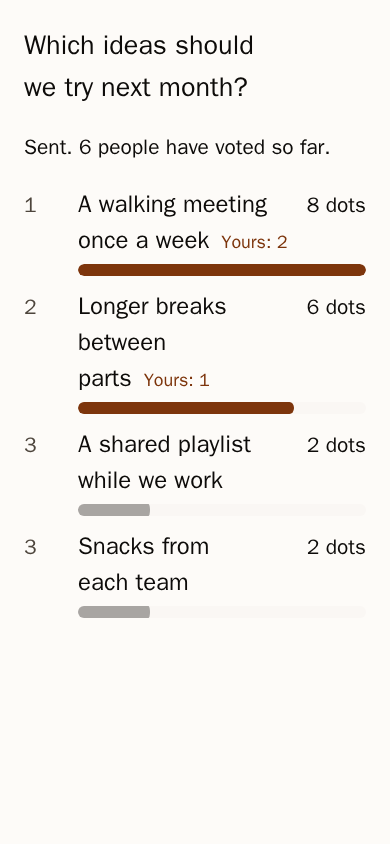 Which ideas should
we try next month?
Sent. 6 people have voted so far.
1 A walking meeting 8 dots
once a week Yours: 2
2 Longer breaks 6 dots
between
parts Yours: 1
3 A shared playlist 2 dots
while we work
3 Snacks from 2 dots
each team